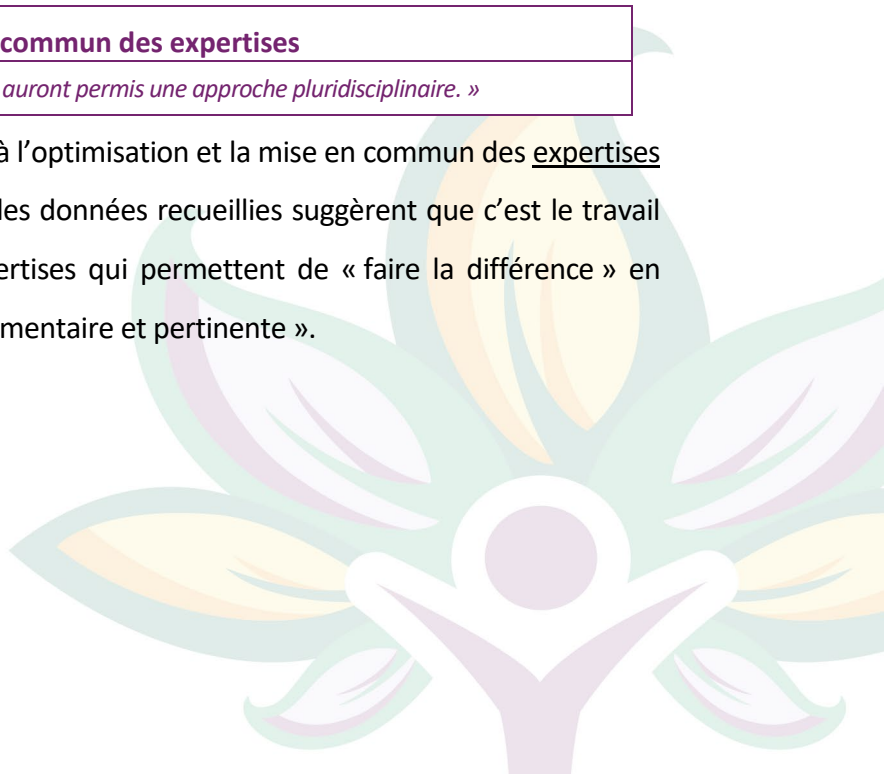 commun des expertises
auront permis une approche pluridisciplinaire. »
à l’optimisation et la mise en commun des expertises
les données recueillies suggèrent que c’est le travail
ertises qui permettent de « faire la différence » en
mentaire et pertinente ».